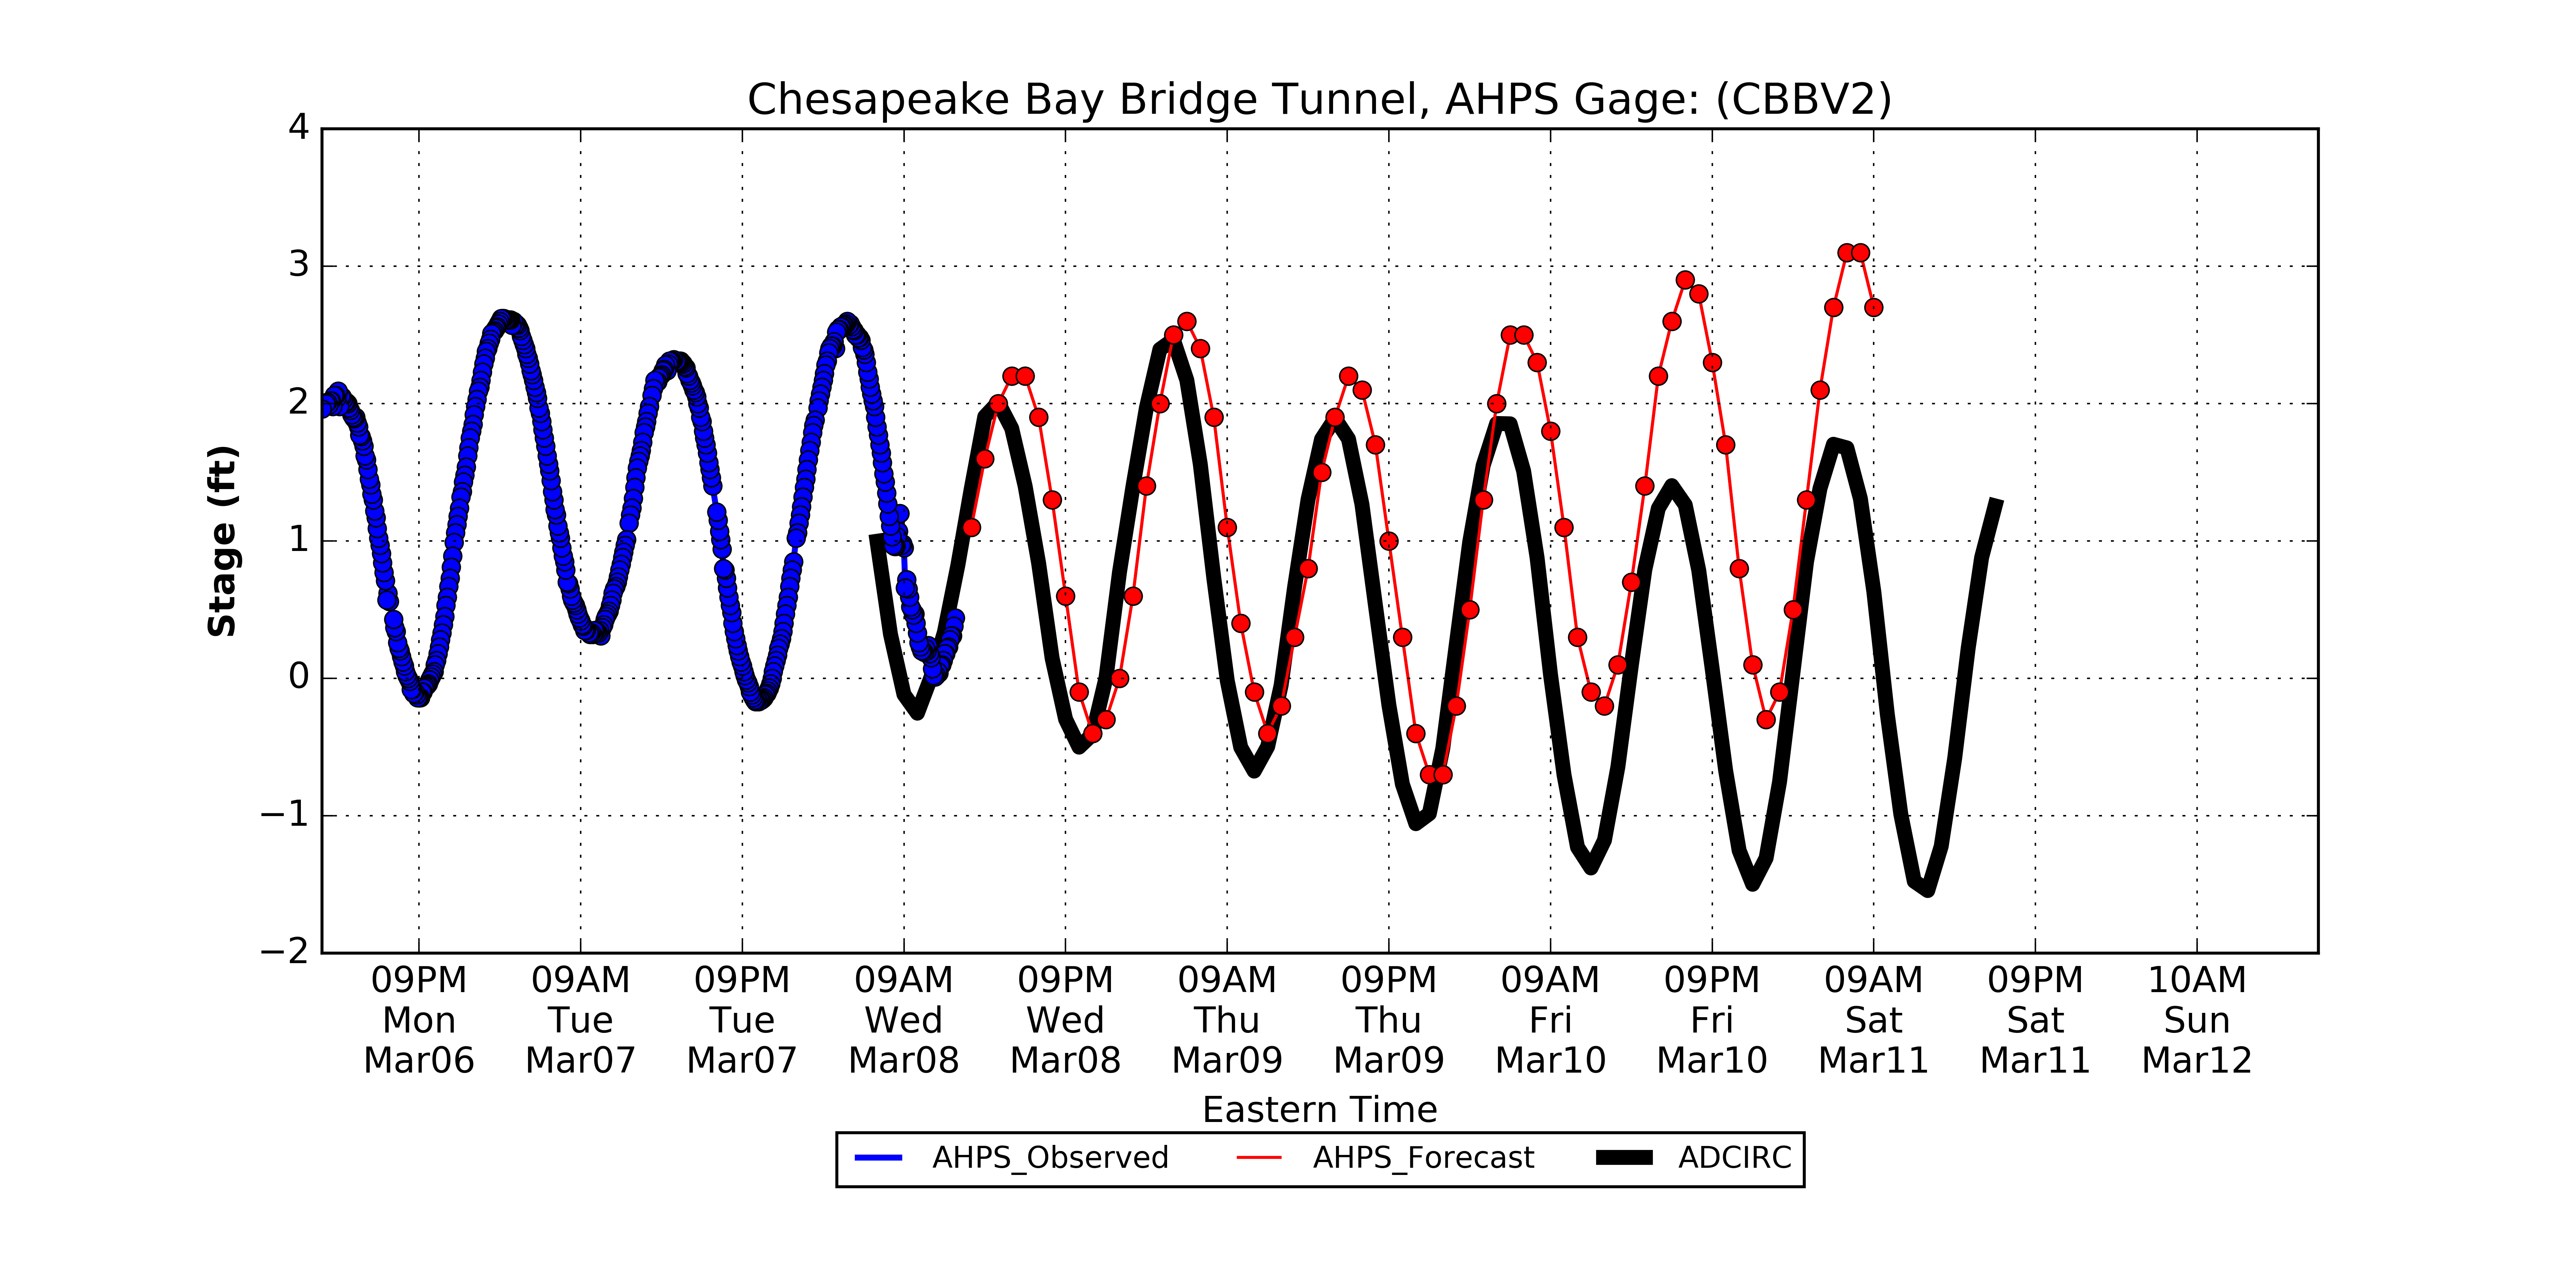 Chesapeake Bay Bridge Tunnel, AHPS Gage: (CBBV2)
4
3
2
1
0
−1
−2
Stage (ft)
09PM 09AM 09PM 09AM 09PM 09AM 09PM 09AM 09PM 09AM 09PM 10AM
Mon Tue Tue Wed Wed Thu Thu Fri Fri Sat Sat Sun
Mar06 Mar07 Mar07 Mar08 Mar08 Mar09 Mar09 Mar10 Mar10 Mar11 Mar11 Mar12
Eastern Time
AHPS_Observed AHPS_Forecast ADCIRC